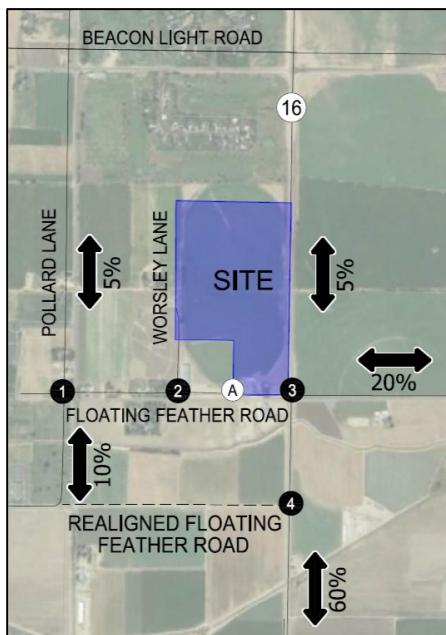 BEACON LIGHT ROAD
16
POLLARD LANE
WORSLEY LANE
5%
SITE
5%
20%
1
2
A
3
FLOATING FEATHER ROAD
10%
4
REALIGNED FLOATING
FEATHER ROAD
60%